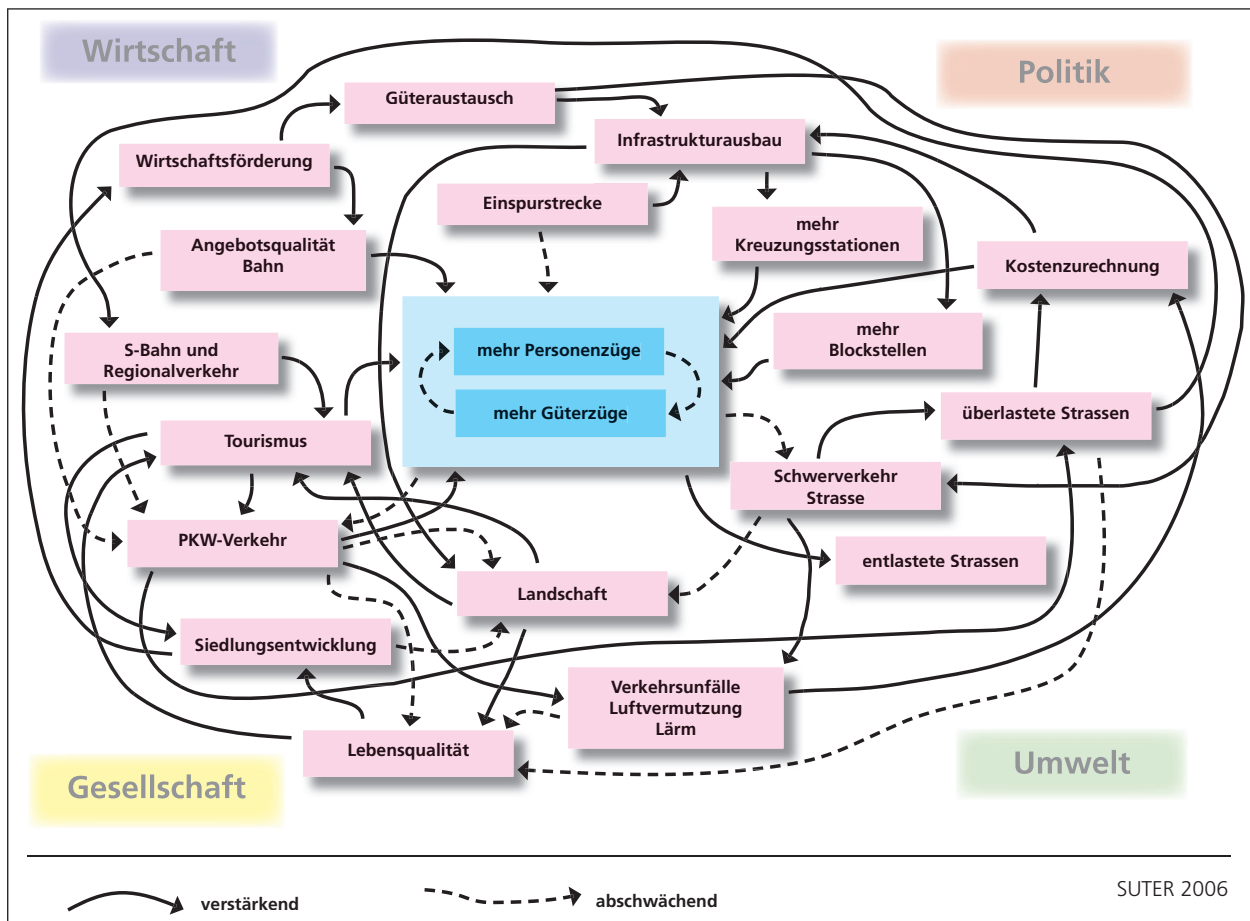 Wirtschaft
Politik
Güteraustausch
Infrastrukturausbau
Wirtschaftsförderung
Einspurstrecke
mehr
Kreuzungsstationen
Angebotsqualität
Bahn
Kostenzurechnung
mehr
Blockstellen
S-Bahn und
Regionalverkehr
mehr Personenzüge
mehr Güterzüge
überlastete Strassen
Tourismus
Schwerverkehr
Strasse
PKW-Verkehr
entlastete Strassen
Landschaft
Siedlungsentwicklung
Verkehrsunfälle
Luftvermutzung
Lärm
Lebensqualität
Gesellschaft
Umwelt
verstärkend
abschwächend
SUTER 2006